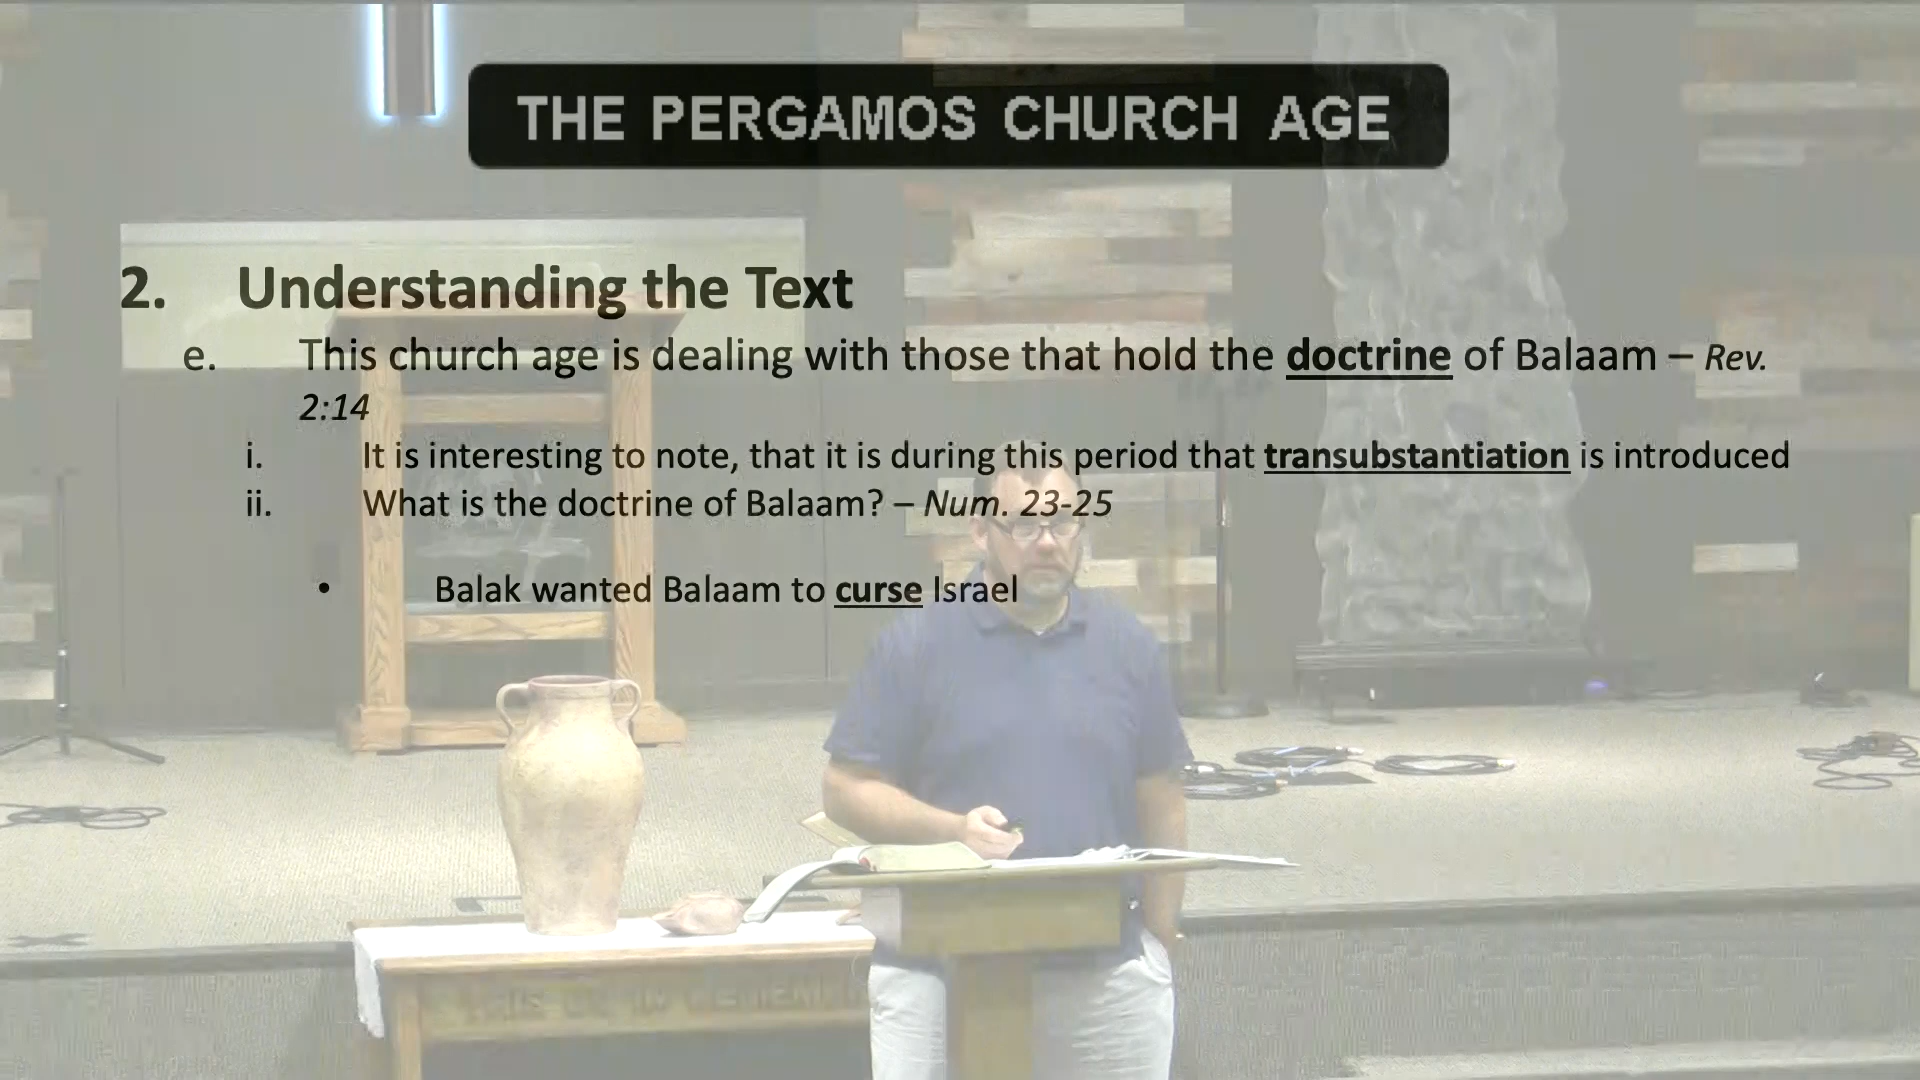 THE PERGAMOS CHURCH AGE
2. Understanding the Text
e. This church age is dealing with those that hold the doctrine of Balaam – Rev.
2:14
i. It is interesting to note, that it is during this period that transubstantiation is introduced
ii. What is the doctrine of Balaam? – Num. 23-25
• Balak wanted Balaam to curse Israel